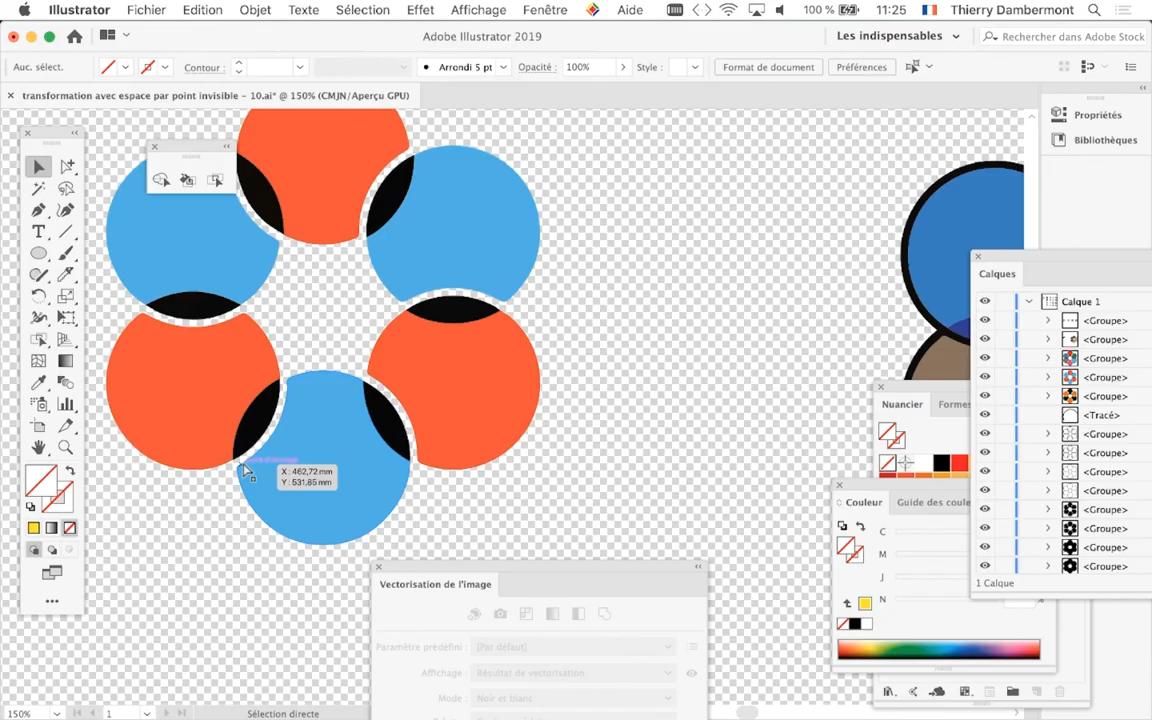 Illustrator Fichier Edition Objet Texte Sélection Effet Affichage Fenêtre Aide 100 % 11:25 Thierry Dambermont
Adobe Illustrator 2019
Les indispensables
Rechercher dans Adobe Stock
Auc. sélect. Contour : Arrondi 5 pt Opacité : 100% Style : Format de document Préférences
transformation avec espace par point invisible - 10.ai* @ 150% (CMJN/Aperçu GPU)
Propriétés
Bibliothèques
Calques
Calque 1
<Groupe>
<Groupe>
<Groupe>
<Groupe>
<Groupe>
<Tracé>
<Groupe>
<Groupe>
<Groupe>
<Groupe>
<Groupe>
<Groupe>
<Groupe>
<Groupe>
1 Calque
Nuancier Formes
Couleur Guide des coule
C
M
J
N
X : 462,72 mm
Y : 531,85 mm
Vectorisation de l'image
Paramètre prédéfini : [Par défaut]
Affichage : Résultat de vectorisation
Mode : Noir et blanc
150% 1 Sélection directe